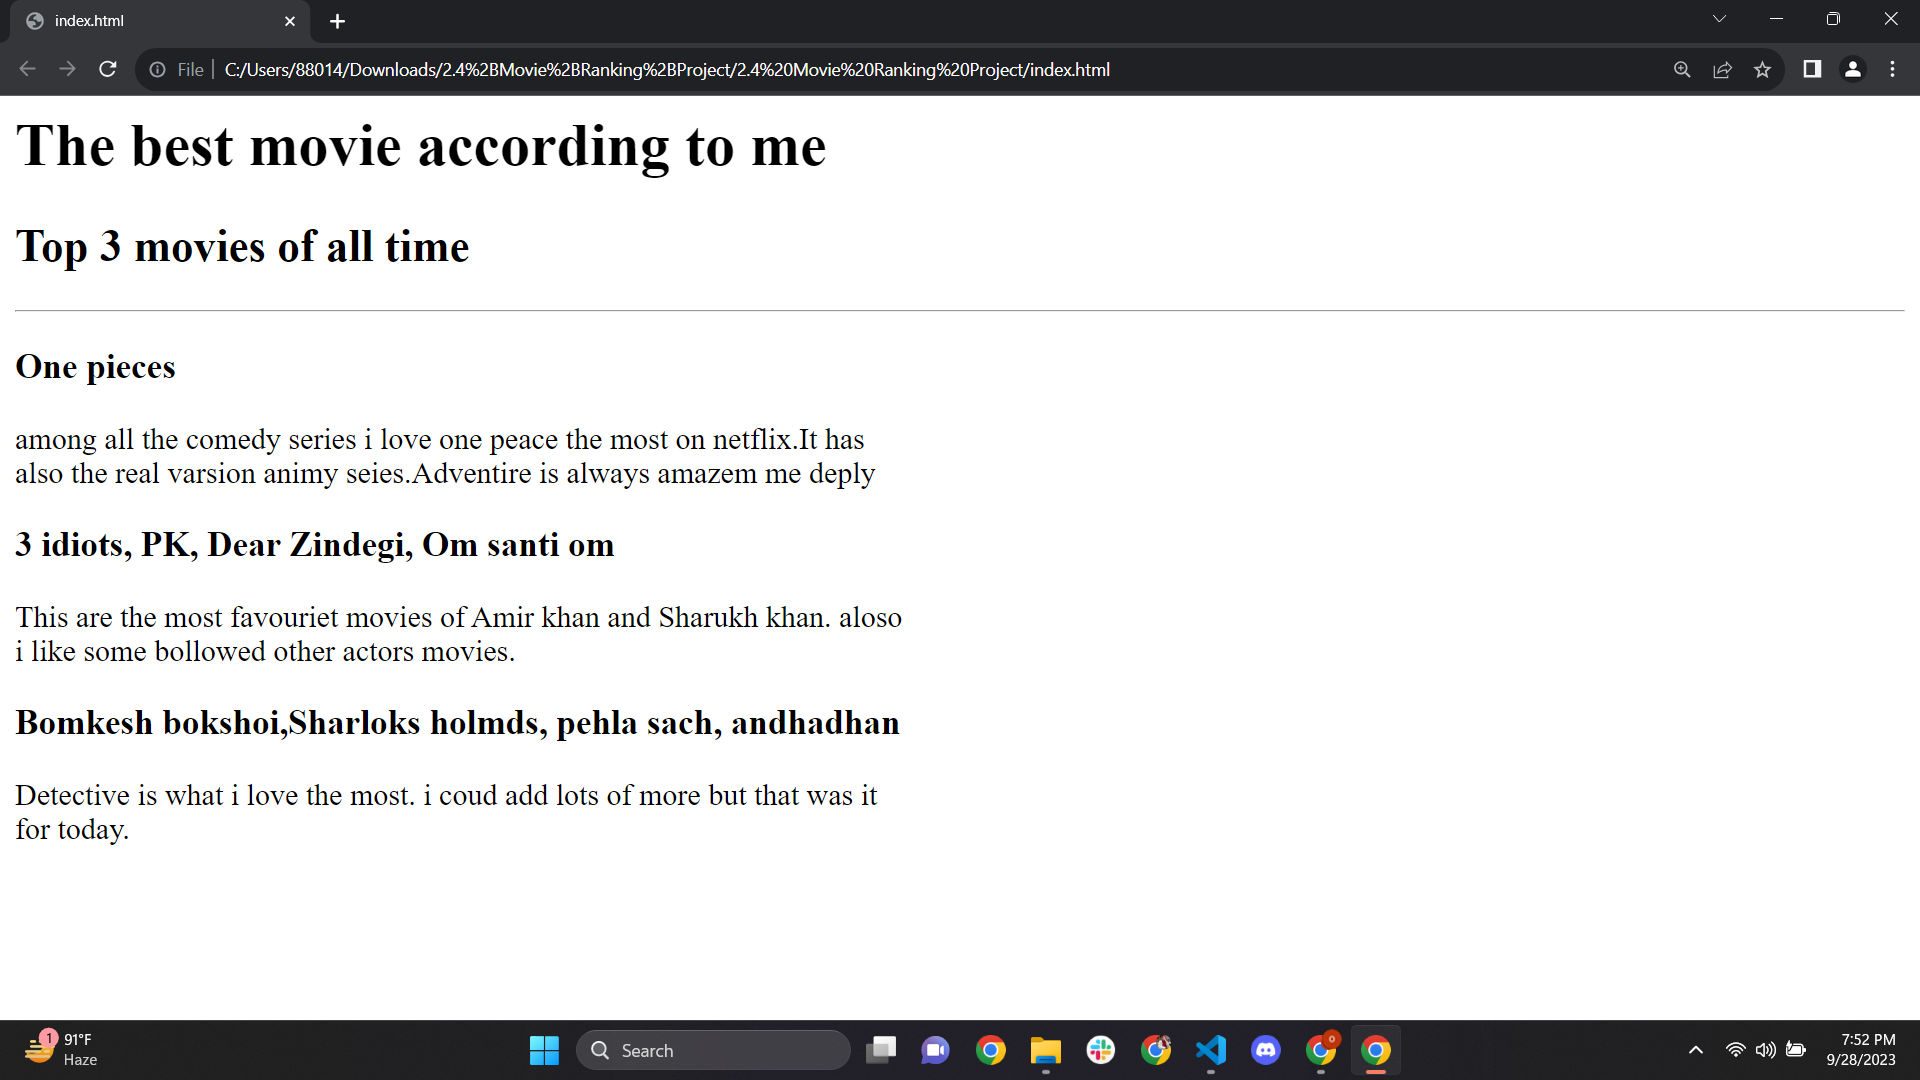 index.html
File
C:/Users/88014/Downloads/2.4%2BMovie%2BRanking%2BProject/2.4%20Movie%20Ranking%20Project/index.html
The best movie according to me
Top 3 movies of all time
One pieces
among all the comedy series i love one peace the most on netflix.It has
also the real varsion animy seies.Adventire is always amazem me deply
3 idiots, PK, Dear Zindegi, Om santi om
This are the most favouriet movies of Amir khan and Sharukh khan. aloso
i like some bollowed other actors movies.
Bomkesh bokshoi,Sharloks holmds, pehla sach, andhadhan
Detective is what i love the most. i coud add lots of more but that was it
for today.
1
91°F
Haze
Search
0
7:52 PM
9/28/2023